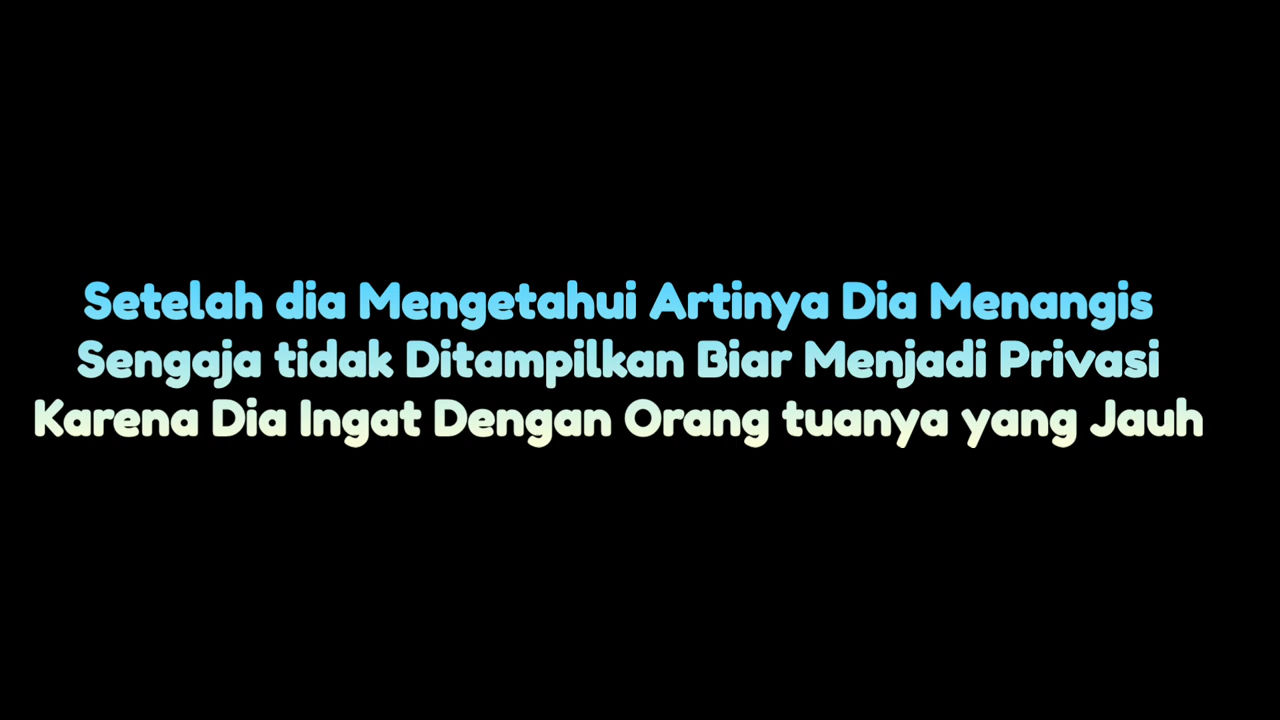 Setelah dia Mengetahui Artinya Dia Menangis
Sengaja tidak Ditampilkan Biar Menjadi Privasi
Karena Dia Ingat Dengan Orang tuanya yang Jauh